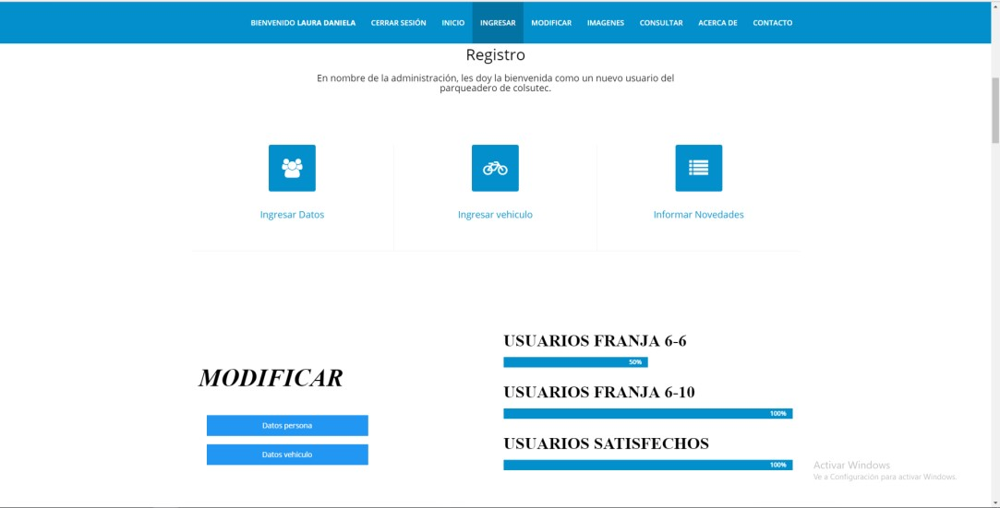 BIENVENIDO LAURA DANIELA CERRAR SESIÓN INICIO INGRESAR MODIFICAR IMAGENES CONSULTAR ACERCA DE CONTACTO
Registro
En nombre de la administración, les doy la bienvenida como un nuevo usuario del
parqueadero de colsutec.
Ingresar Datos
Ingresar vehiculo
Informar Novedades
MODIFICAR
Datos persona
Datos vehiculo
USUARIOS FRANJA 6-6
50%
USUARIOS FRANJA 6-10
100%
USUARIOS SATISFECHOS
100%
Activar Windows
Ve a Configuración para activar Windows.